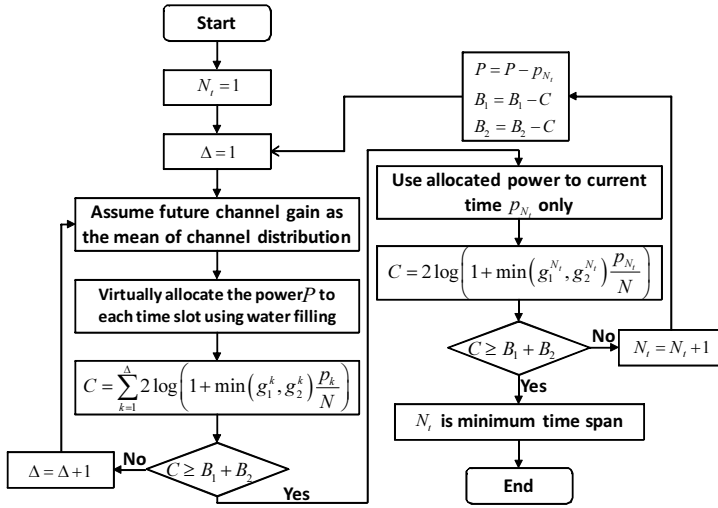 Start
N_t = 1
Δ = 1
Assume future channel gain as
the mean of channel distribution
Virtually allocate the power P to
each time slot using water filling
C = ∑_{k=1}^{Δ} 2 log(1 + min(g_1^k, g_2^k) p_k/N)
C ≥ B_1 + B_2
No
Δ = Δ + 1
Yes
P = P − p_{N_t}
B_1 = B_1 − C
B_2 = B_2 − C
Use allocated power to current
time p_{N_t} only
C = 2 log(1 + min(g_1^{N_t}, g_2^{N_t}) p_{N_t}/N)
C ≥ B_1 + B_2
No
N_t = N_t + 1
Yes
N_t is minimum time span
End